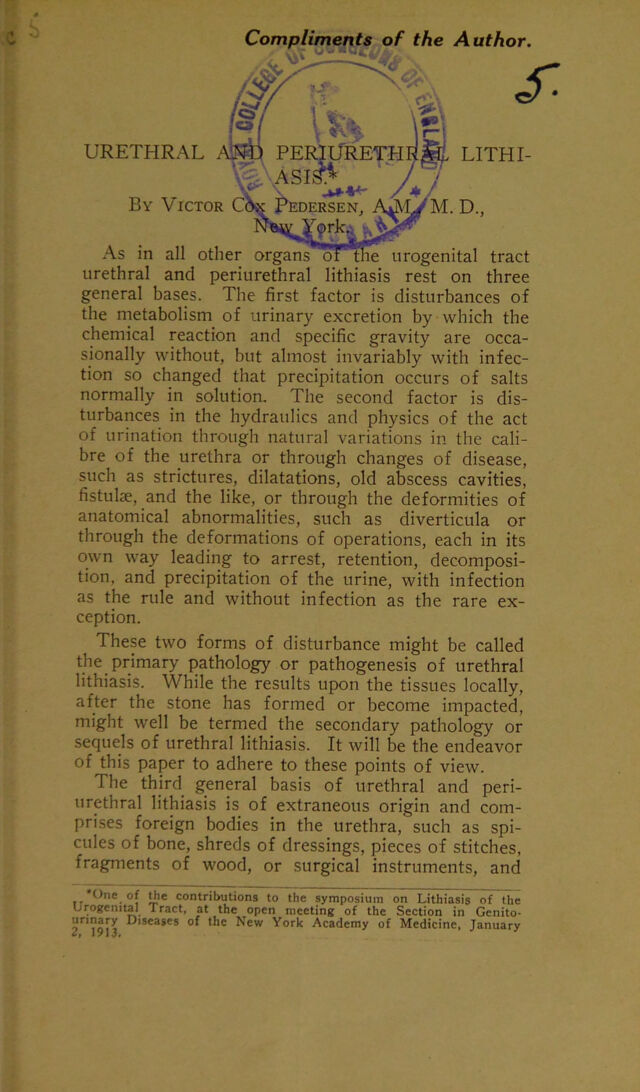 Compliments of the Author.
5.
ROYAL COLLEGE OF SURGEONS OF ENGLAND
URETHRAL AND PERIURETHRAL LITHI-
ASIS.*
By Victor Cox Pedersen, A.M., M. D.,
New York.
As in all other organs of the urogenital tract
urethral and periurethral lithiasis rest on three
general bases. The first factor is disturbances of
the metabolism of urinary excretion by which the
chemical reaction and specific gravity are occa-
sionally without, but almost invariably with infec-
tion so changed that precipitation occurs of salts
normally in solution. The second factor is dis-
turbances in the hydraulics and physics of the act
of urination through natural variations in the cali-
bre of the urethra or through changes of disease,
such as strictures, dilatations, old abscess cavities,
fistulæ, and the like, or through the deformities of
anatomical abnormalities, such as diverticula or
through the deformations of operations, each in its
own way leading to arrest, retention, decomposi-
tion, and precipitation of the urine, with infection
as the rule and without infection as the rare ex-
ception.
These two forms of disturbance might be called
the primary pathology or pathogenesis of urethral
lithiasis. While the results upon the tissues locally,
after the stone has formed or become impacted,
might well be termed the secondary pathology or
sequels of urethral lithiasis. It will be the endeavor
of this paper to adhere to these points of view.
The third general basis of urethral and peri-
urethral lithiasis is of extraneous origin and com-
prises foreign bodies in the urethra, such as spi-
cules of bone, shreds of dressings, pieces of stitches,
fragments of wood, or surgical instruments, and
*One of the contributions to the symposium on Lithiasis of the
Urogenital Tract, at the open meeting of the Section in Genito-
urinary Diseases of the New York Academy of Medicine, January
2, 1913.